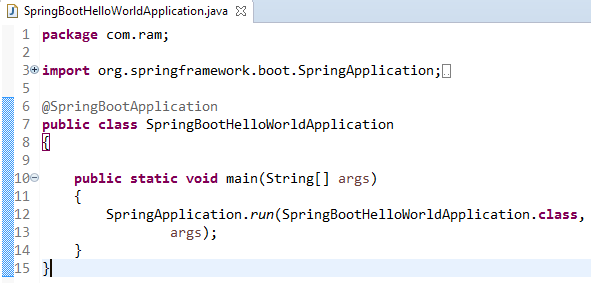 SpringBootHelloWorldApplication.java
1 package com.ram;
2
3 import org.springframework.boot.SpringApplication;
5
6 @SpringBootApplication
7 public class SpringBootHelloWorldApplication
8 {
9
10 public static void main(String[] args)
11 {
12 SpringApplication.run(SpringBootHelloWorldApplication.class,
13 args);
14 }
15 }